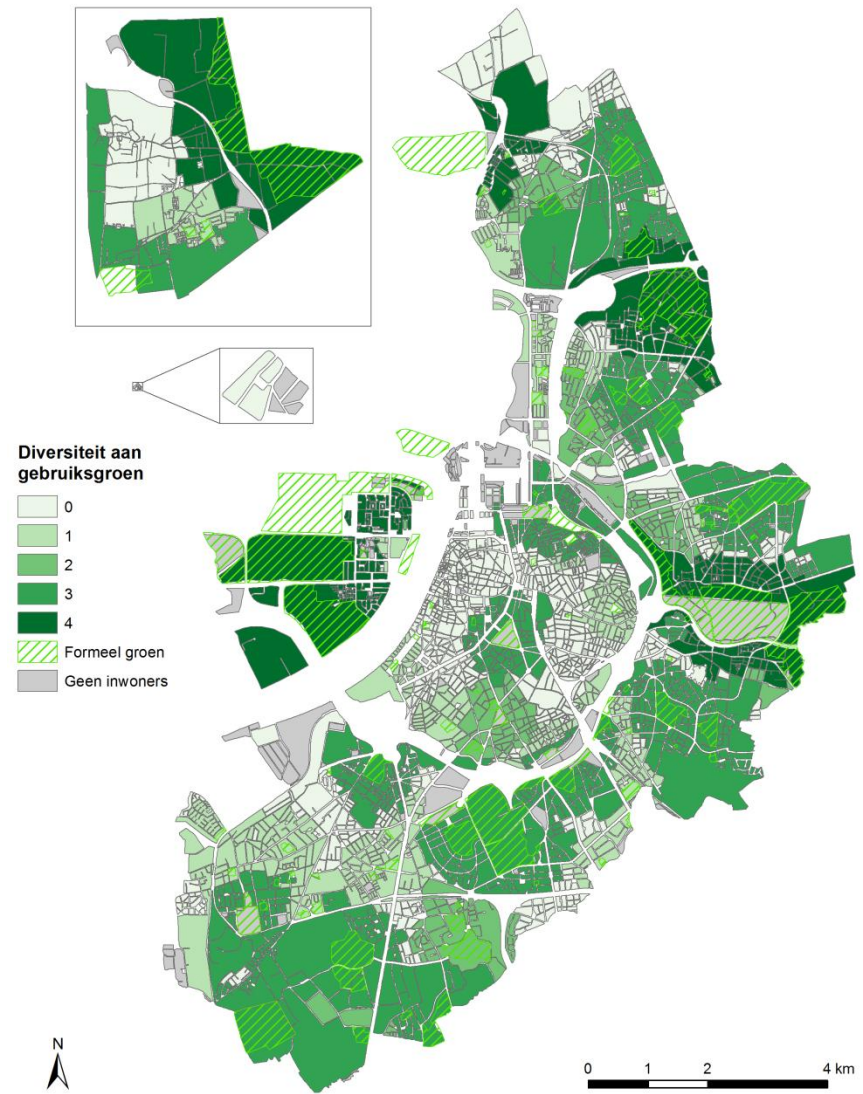 Diversiteit aan
gebruiksgroen
0
1
2
3
4
Formeel groen
Geen inwoners
N
0 1 2 4 km